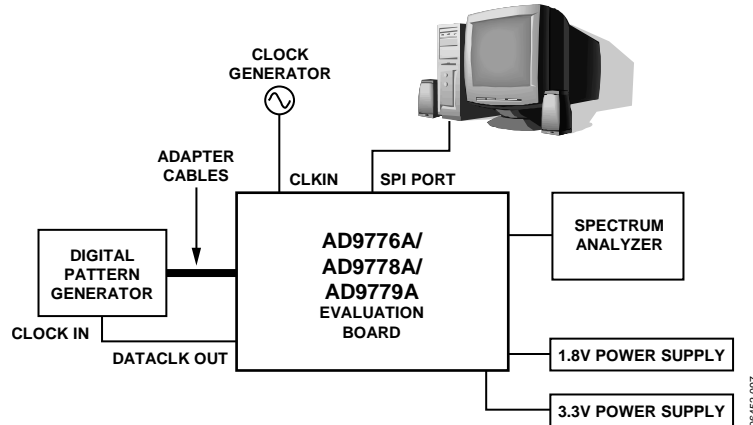 CLOCK
GENERATOR
ADAPTER
CABLES
CLKIN
SPI PORT
DIGITAL
PATTERN
GENERATOR
AD9776A/
AD9778A/
AD9779A
EVALUATION
BOARD
SPECTRUM
ANALYZER
CLOCK IN
DATACLK OUT
1.8V POWER SUPPLY
3.3V POWER SUPPLY